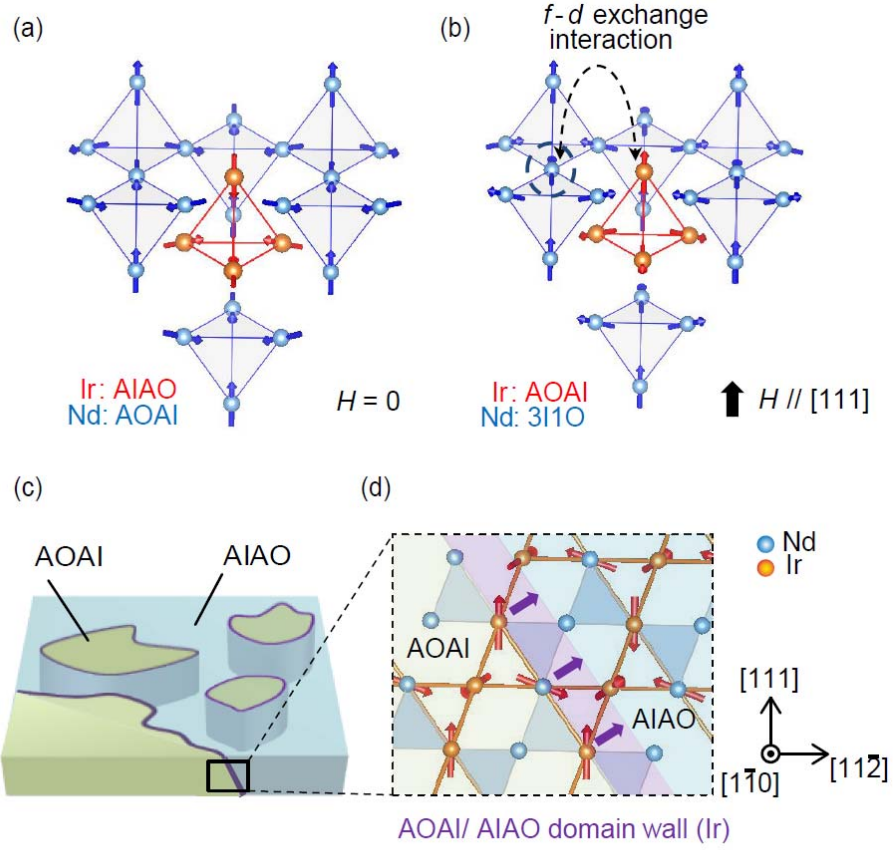 (a)
(b)
f-d exchange
interaction
Ir: AIAO
Nd: AOAI
H = 0
Ir: AOAI
Nd: 3I1O
H // [111]
(c)
(d)
AOAI
AIAO
AOAI
AIAO
Nd
Ir
[111]
[11̄0]
[112̄]
AOAI/ AIAO domain wall (Ir)